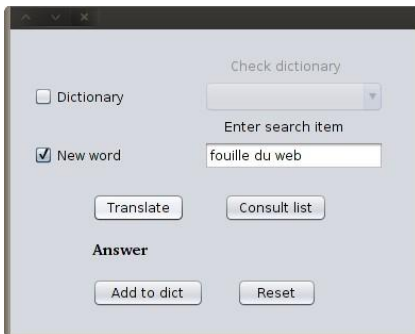 Check dictionary
Dictionary
Enter search item
New word fouille du web
Translate Consult list
Answer
Add to dict Reset